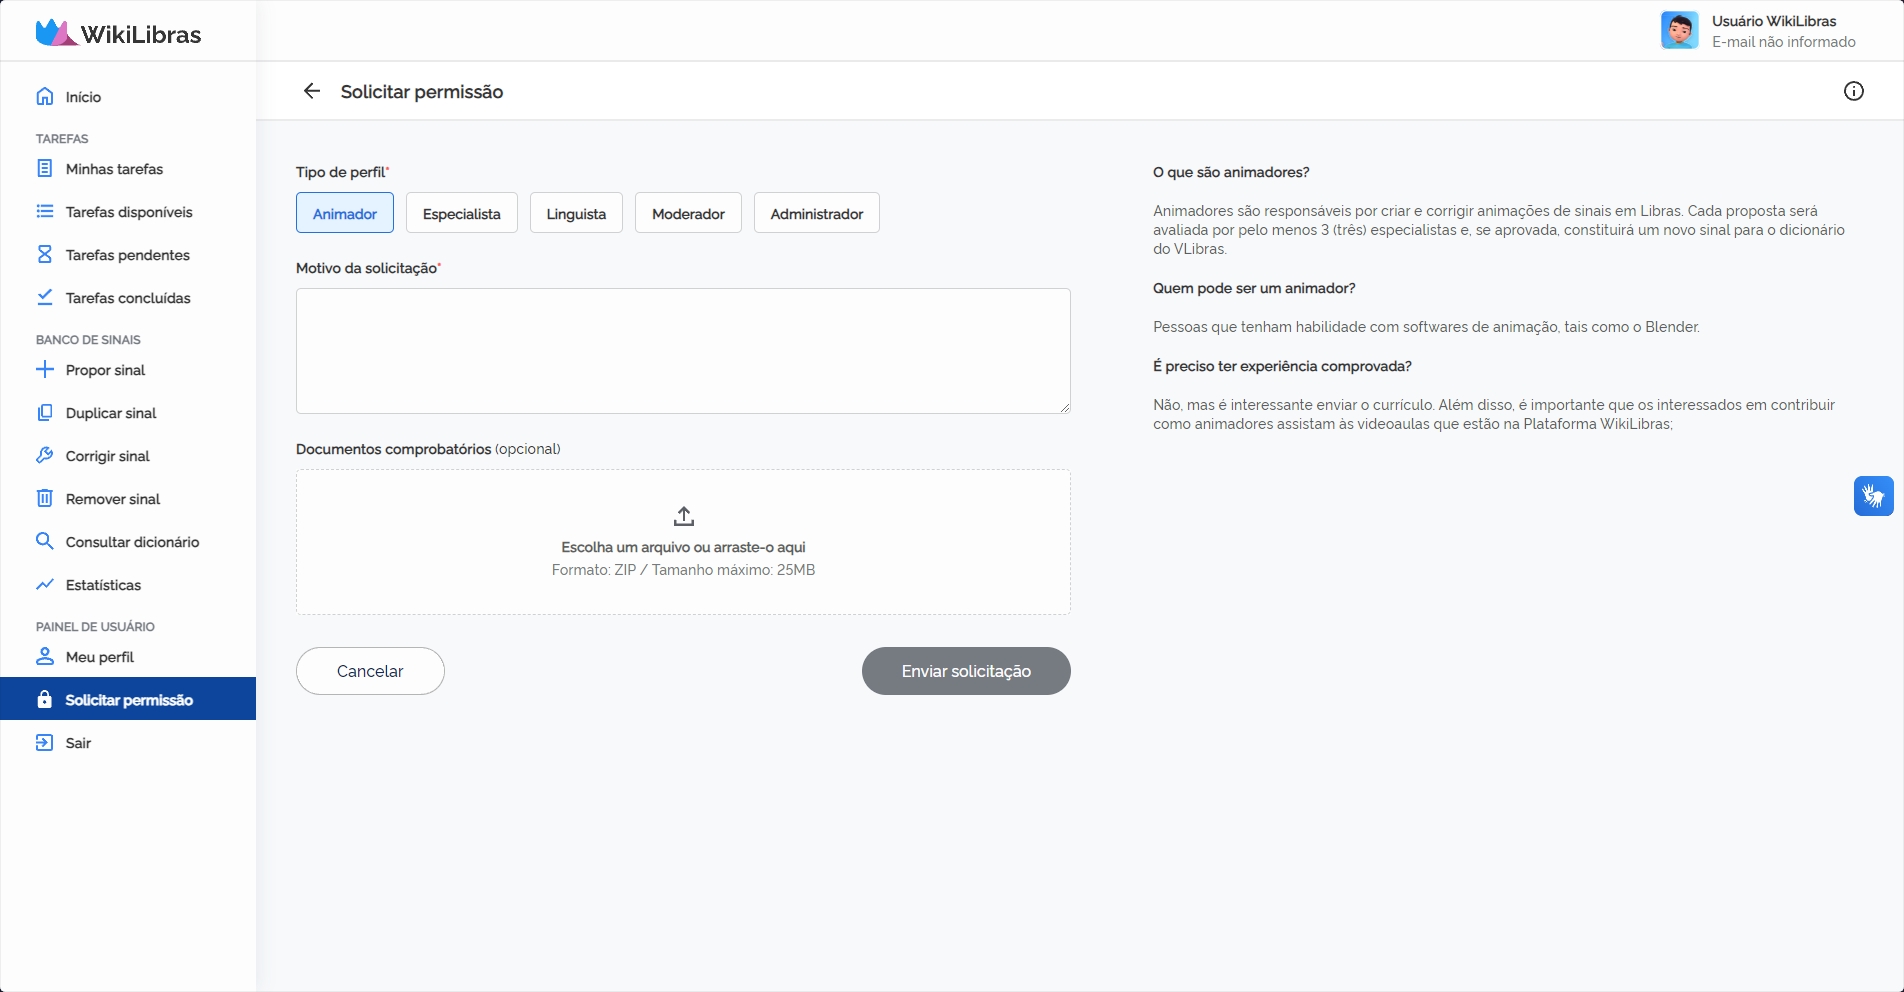 WikiLibras
Usuário WikiLibras
E-mail não informado
Início
TAREFAS
Minhas tarefas
Tarefas disponíveis
Tarefas pendentes
Tarefas concluídas
BANCO DE SINAIS
Propor sinal
Duplicar sinal
Corrigir sinal
Remover sinal
Consultar dicionário
Estatísticas
PAINEL DE USUÁRIO
Meu perfil
Solicitar permissão
Sair
Solicitar permissão
Tipo de perfil*
Animador
Especialista
Linguista
Moderador
Administrador
Motivo da solicitação*
Documentos comprobatórios (opcional)
Escolha um arquivo ou arraste-o aqui
Formato: ZIP / Tamanho máximo: 25MB
Cancelar
Enviar solicitação
O que são animadores?
Animadores são responsáveis por criar e corrigir animações de sinais em Libras. Cada proposta será
avaliada por pelo menos 3 (três) especialistas e, se aprovada, constituirá um novo sinal para o dicionário
do VLibras.
Quem pode ser um animador?
Pessoas que tenham habilidade com softwares de animação, tais como o Blender.
É preciso ter experiência comprovada?
Não, mas é interessante enviar o currículo. Além disso, é importante que os interessados em contribuir
como animadores assistam às videoaulas que estão na Plataforma WikiLibras;